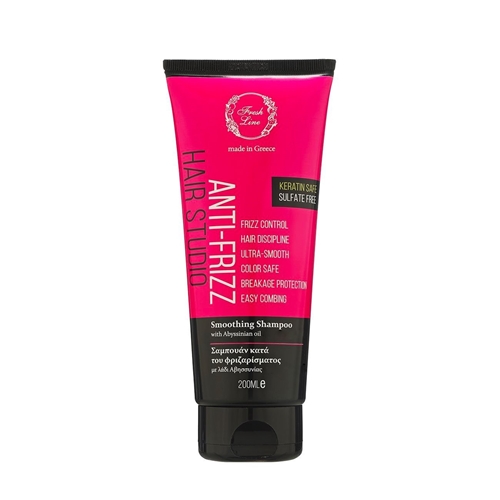 Fresh
Line
made in Greece
HAIR STUDIO
ANTI-FRIZZ
KERATIN SAFE
SULFATE FREE
FRIZZ CONTROL
HAIR DISCIPLINE
ULTRA-SMOOTH
COLOR SAFE
BREAKAGE PROTECTION
EASY COMBING
Smoothing Shampoo
with Abyssinian oil
Σαμπουάν κατά
του φριζαρίσματος
με λάδι Αβησσυνίας
200MLe